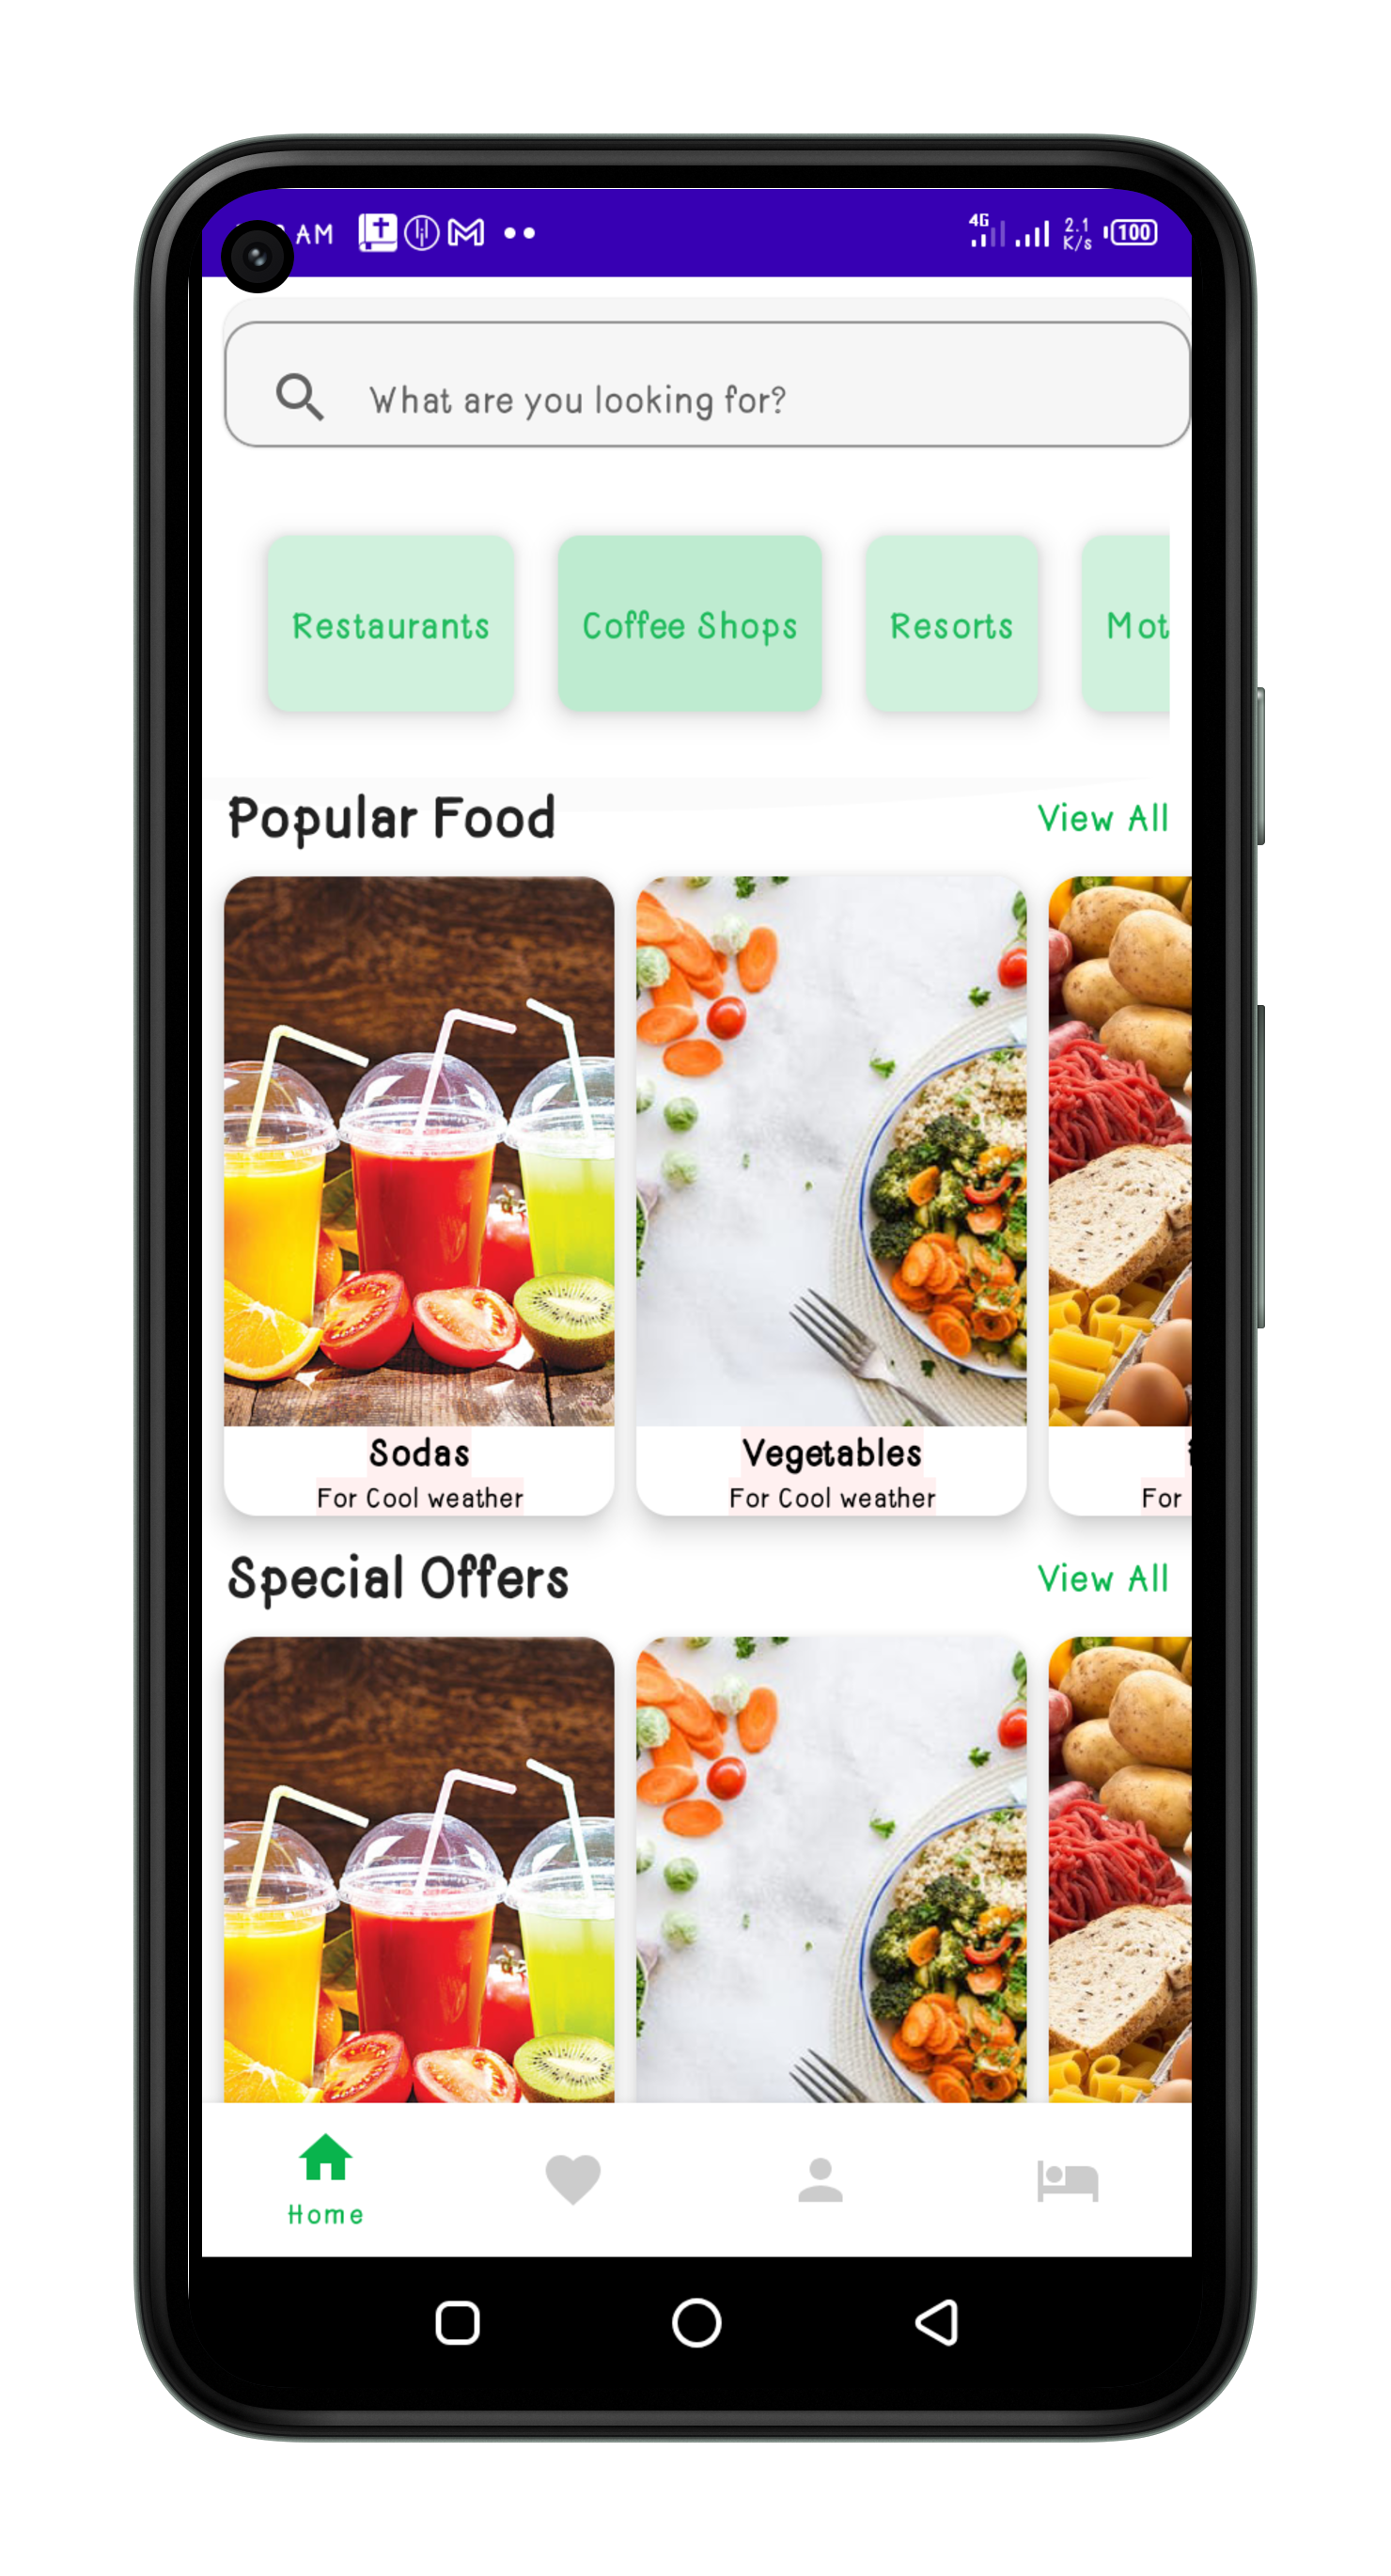 AM
4G 2.1 K/s 100
What are you looking for?
Restaurants Coffee Shops Resorts Mot
Popular Food View All
Sodas Vegetables
For Cool weather For Cool weather For
Special Offers View All
Home